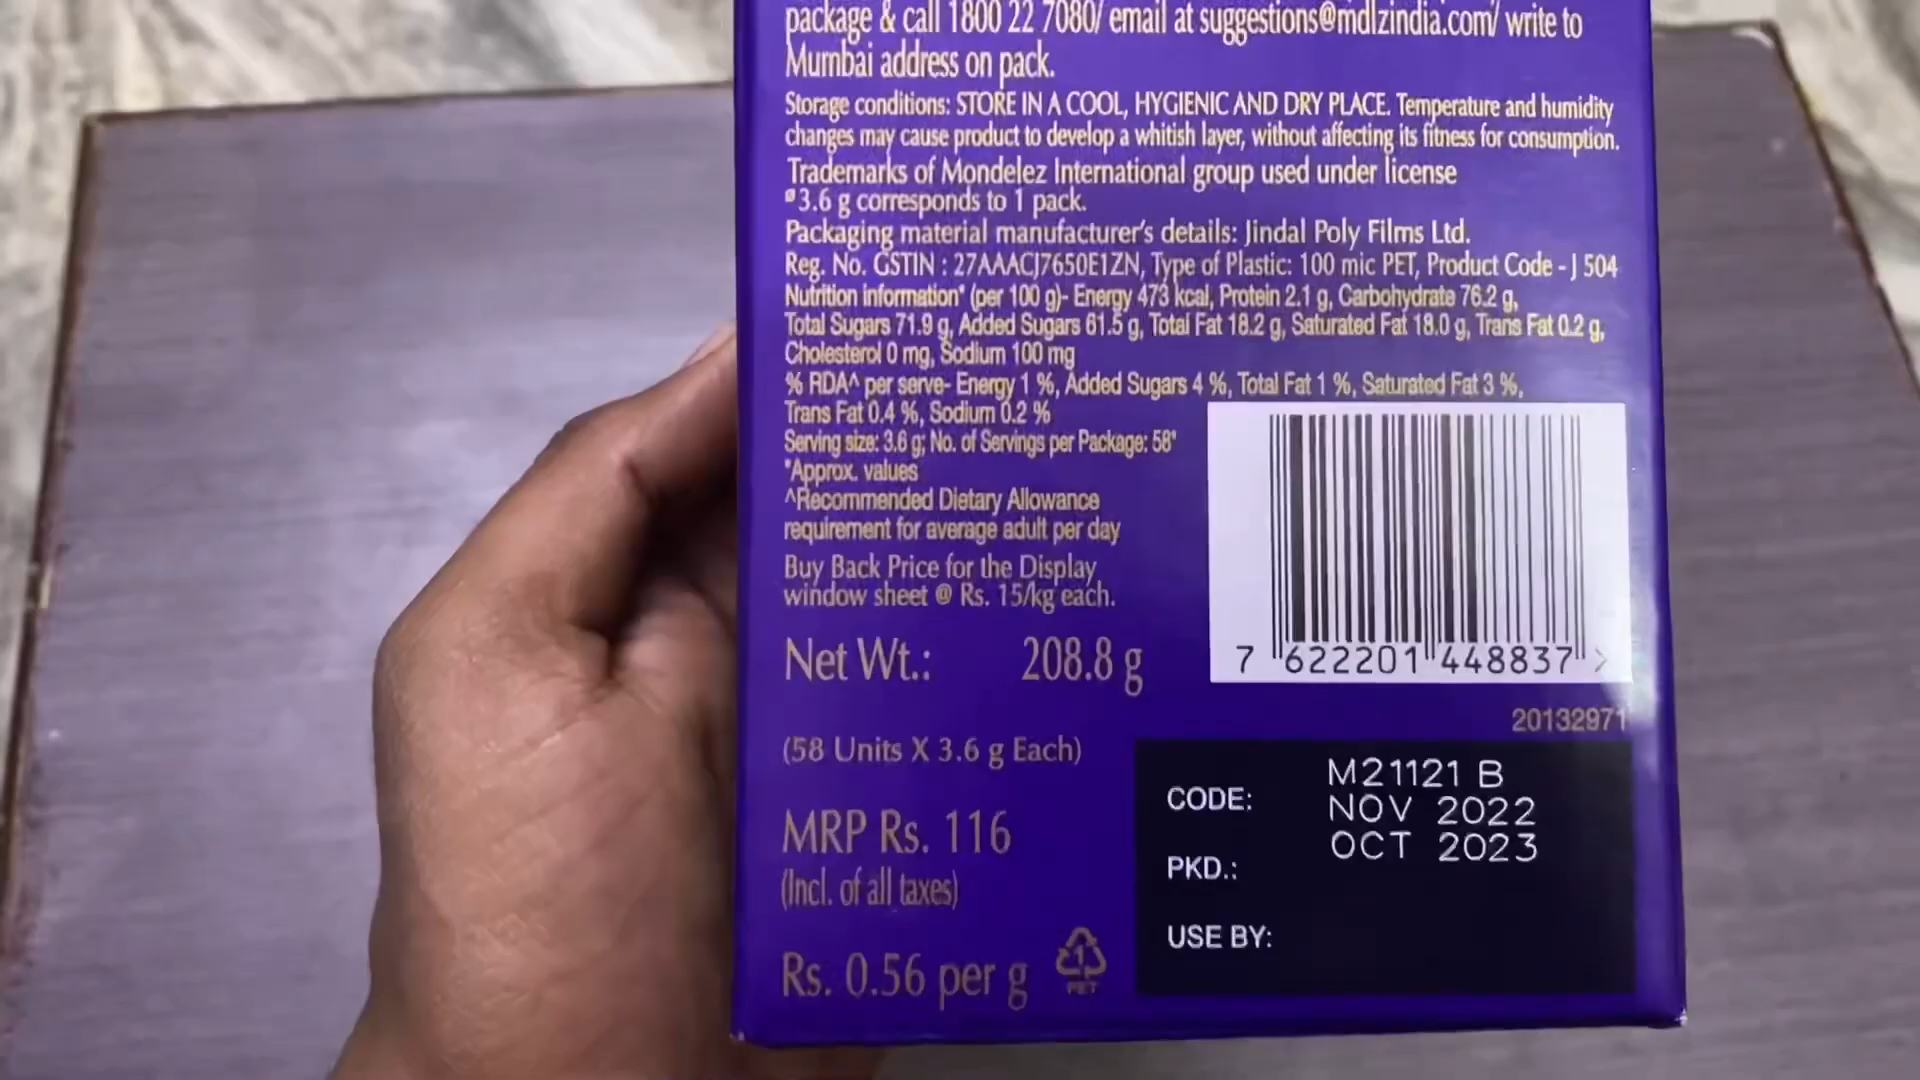 package & call 1800 22 7080/ email at suggestions@mdlzindia.com/ write to
Mumbai address on pack.
Storage conditions: STORE IN A COOL, HYGIENIC AND DRY PLACE. Temperature and humidity
changes may cause product to develop a whitish layer, without affecting its fitness for consumption.
Trademarks of Mondelez International group used under license
ø3.6 g corresponds to 1 pack.
Packaging material manufacturer's details: Jindal Poly Films Ltd.
Reg. No. GSTIN : 27AAACJ7650E1ZN, Type of Plastic: 100 mic PET, Product Code - J 504
Nutrition information* (per 100 g)- Energy 473 kcal, Protein 2.1 g, Carbohydrate 76.2 g,
Total Sugars 71.9 g, Added Sugars 61.5 g, Total Fat 18.2 g, Saturated Fat 18.0 g, Trans Fat 0.2 g,
Cholesterol 0 mg, Sodium 100 mg
% RDA^ per serve- Energy 1 %, Added Sugars 4 %, Total Fat 1 %, Saturated Fat 3 %,
Trans Fat 0.4 %, Sodium 0.2 %
Serving size: 3.6 g; No. of Servings per Package: 58*
*Approx. values
^Recommended Dietary Allowance
requirement for average adult per day
Buy Back Price for the Display
window sheet @ Rs. 15/kg each.
Net Wt.: 208.8 g
(58 Units X 3.6 g Each)
MRP Rs. 116
(Incl. of all taxes)
Rs. 0.56 per g
1
PET
7 622201 448837 >
20132971
CODE: M21121 B
NOV 2022
OCT 2023
PKD.:
USE BY: